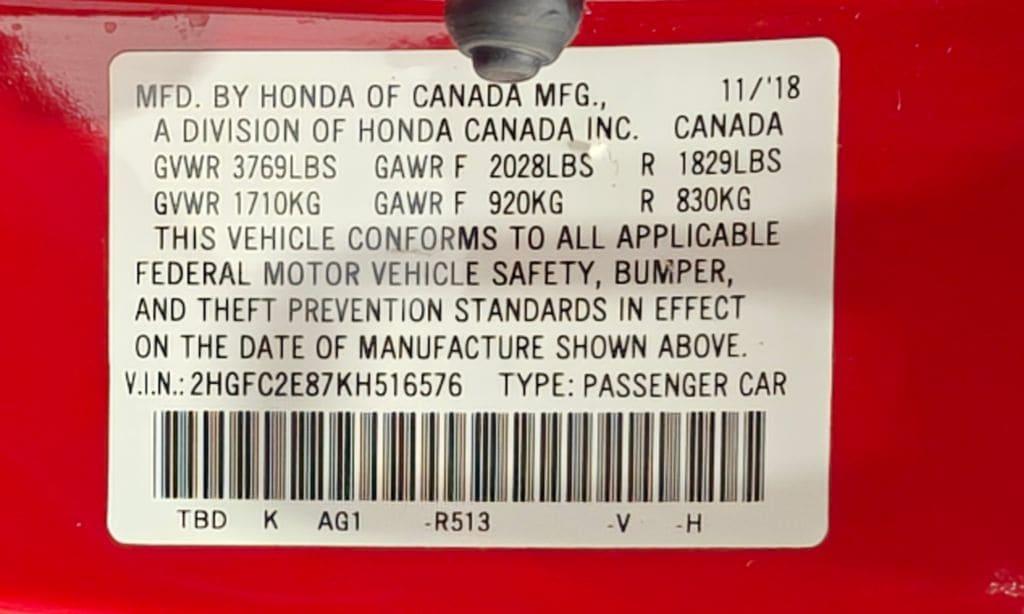 MFD. BY HONDA OF CANADA MFG., 11/'18
A DIVISION OF HONDA CANADA INC. CANADA
GVWR 3769LBS GAWR F 2028LBS R 1829LBS
GVWR 1710KG GAWR F 920KG R 830KG
THIS VEHICLE CONFORMS TO ALL APPLICABLE
FEDERAL MOTOR VEHICLE SAFETY, BUMPER,
AND THEFT PREVENTION STANDARDS IN EFFECT
ON THE DATE OF MANUFACTURE SHOWN ABOVE.
V.I.N.: 2HGFC2E87KH516576 TYPE: PASSENGER CAR
TBD K AG1 -R513 -V -H